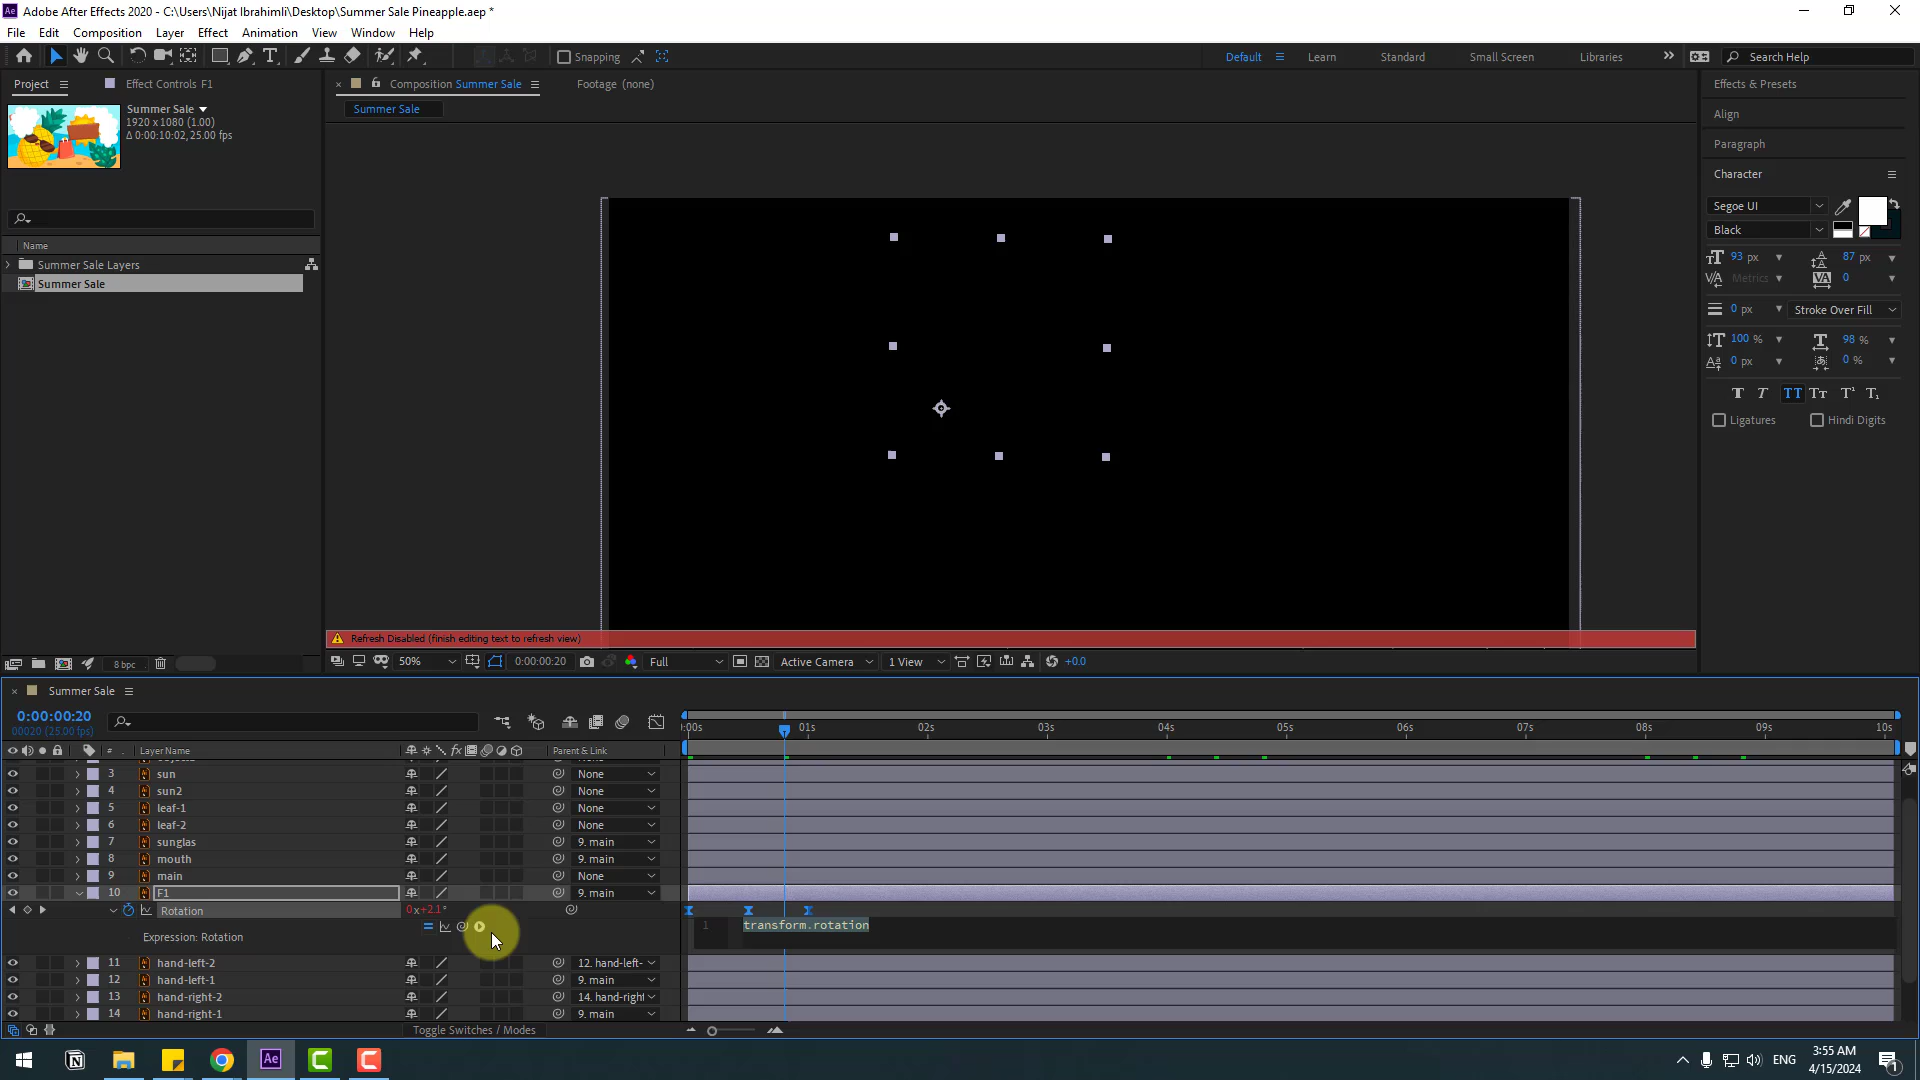 Adobe After Effects 2020 - C:\Users\Nijat Ibrahimli\Desktop\Summer Sale Pineapple.aep *
File Edit Composition Layer Effect Animation View Window Help
Snapping
Default Learn Standard Small Screen Libraries Search Help
Project Effect Controls F1
Composition Summer Sale Footage (none)
Effects & Presets
Summer Sale
1920 x 1080 (1.00)
Δ 0:00:10:02, 25.00 fps
Summer Sale
Align
Paragraph
Character
Segoe UI
Black
93 px 87 px
Metrics 0
0 px Stroke Over Fill
100 % 98 %
0 px 0 %
T T TT Tt T¹ T₁
Ligatures Hindi Digits
Name
Summer Sale Layers
Summer Sale
Refresh Disabled (finish editing text to refresh view)
8 bpc
50% 0:00:00:20 Full Active Camera 1 View +0.0
Summer Sale
0:00:00:20
00020 (25.00 fps)
:00s 01s 02s 03s 04s 05s 06s 07s 08s 09s 10s
# Layer Name Parent & Link
3 sun None
4 sun2 None
5 leaf-1 None
6 leaf-2 None
7 sunglas 9. main
8 mouth 9. main
9 main None
10 F1 9. main
Rotation 0x+2.1°
Expression: Rotation
1 transform.rotation
11 hand-left-2 12. hand-left-
12 hand-left-1 9. main
13 hand-right-2 14. hand-right
14 hand-right-1 9. main
Toggle Switches / Modes
ENG
3:55 AM
4/15/2024
1